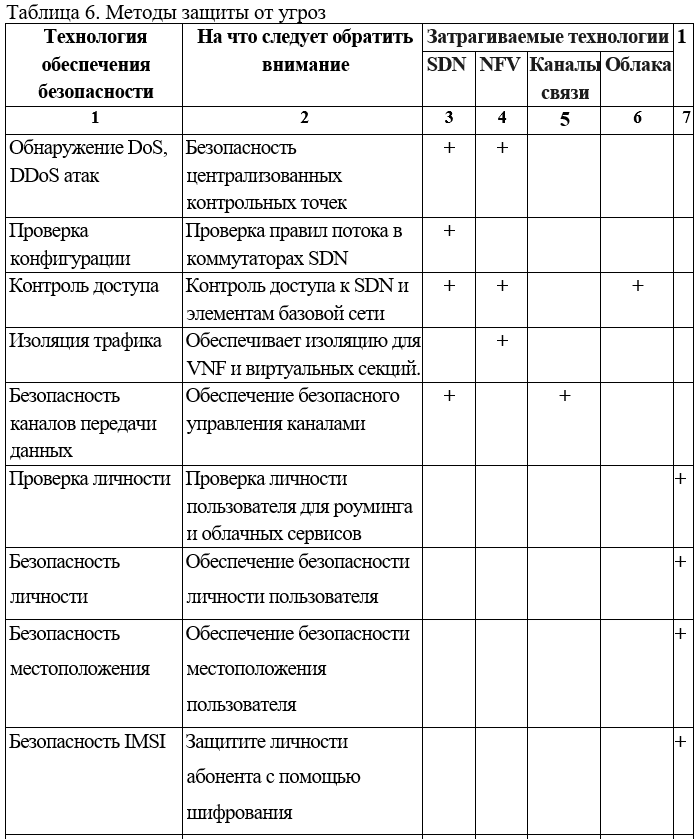 Таблица 6. Методы защиты от угроз
Технология обеспечения безопасности | На что следует обратить внимание | Затрагиваемые технологии | 1
SDN | NFV | Каналы связи | Облака
1 | 2 | 3 | 4 | 5 | 6 | 7
Обнаружение DoS, DDoS атак | Безопасность централизованных контрольных точек | + | + | | |
Проверка конфигурации | Проверка правил потока в коммутаторах SDN | + | | | |
Контроль доступа | Контроль доступа к SDN и элементам базовой сети | + | + | | + |
Изоляция трафика | Обеспечивает изоляцию для VNF и виртуальных секций. | | + | | |
Безопасность каналов передачи данных | Обеспечение безопасного управления каналами | + | | + | |
Проверка личности | Проверка личности пользователя для роуминга и облачных сервисов | | | | | +
Безопасность личности | Обеспечение безопасности личности пользователя | | | | | +
Безопасность местоположения | Обеспечение безопасности местоположения пользователя | | | | | +
Безопасность IMSI | Защитите личности абонента с помощью шифрования | | | | | +